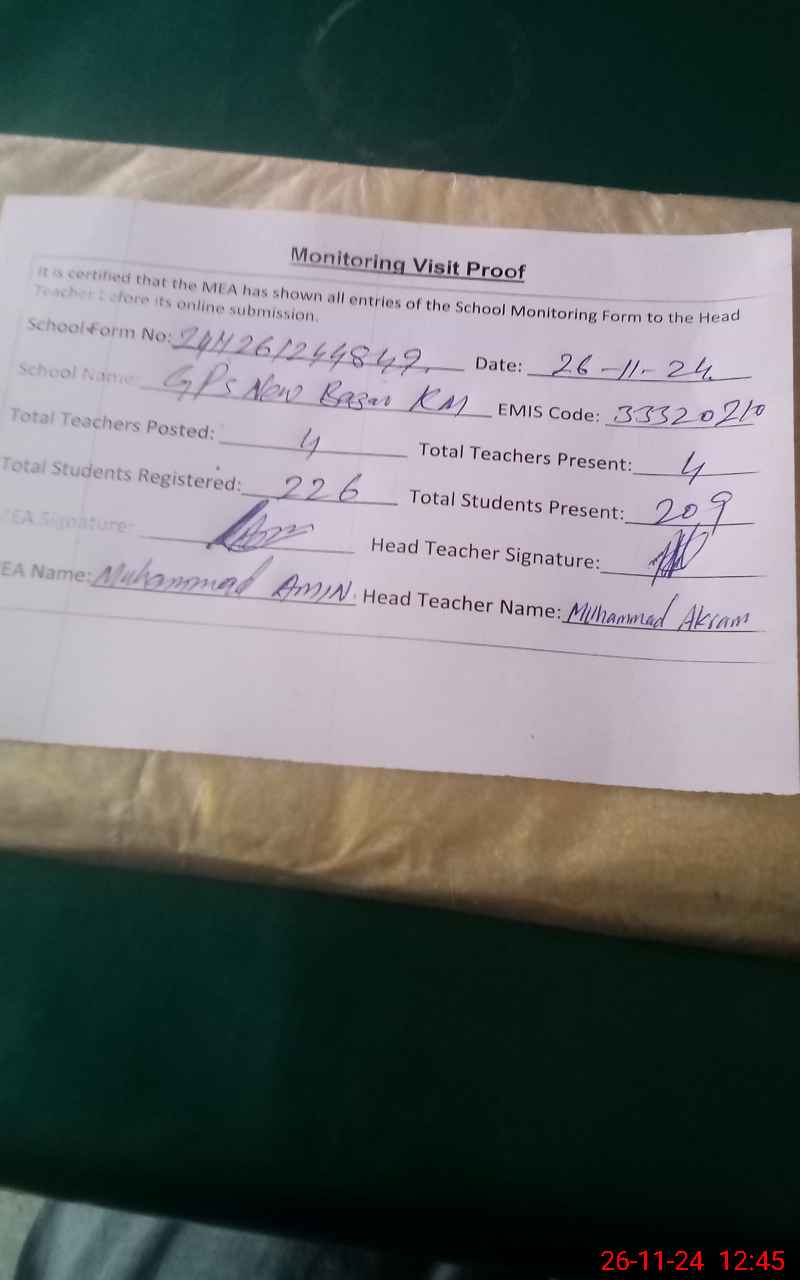 Monitoring Visit Proof
It is certified that the MEA has shown all entries of the School Monitoring Form to the Head
Teacher before its online submission.
School Form No: Date: 26-11-24
School Name: GPS New Bazar KM EMIS Code: 33320210
Total Teachers Posted: 4 Total Teachers Present: 4
Total Students Registered: 226 Total Students Present: 209
MEA Signature: Head Teacher Signature:
EA Name: Muhammad AMIN Head Teacher Name: Muhammad Akram
26-11-24 12:45